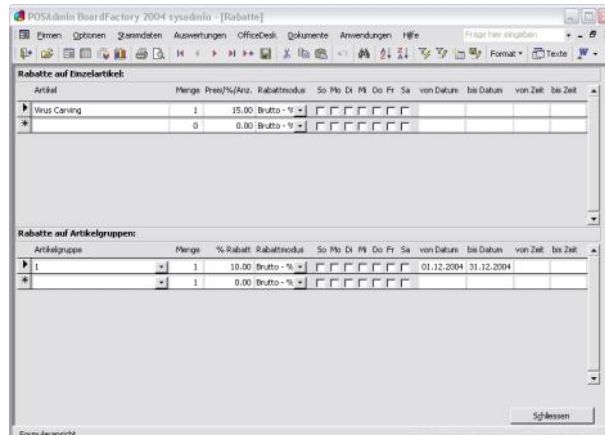 POSAdmin BoardFactory 2004 sysadmin - [Rabatte]
Firmen Optionen Stammdaten Auswertungen OfficeDesk Dokumente Anwendungen Hilfe Frage hier eingeben
Format Texte
Rabatte auf Einzelartikel:
Artikel Menge Preis/%/Anz. Rabattmodus So Mo Di Mi Do Fr Sa von Datum bis Datum von Zeit bis Zeit
Virus Carving 1 15.00 Brutto - %
0 0.00 Brutto - %
Rabatte auf Artikelgruppen:
Artikelgruppe Menge % Rabatt Rabattmodus So Mo Di Mi Do Fr Sa von Datum bis Datum von Zeit bis Zeit
1 1 10.00 Brutto - % 01.12.2004 31.12.2004
1 0.00 Brutto - %
Schliessen
Formularansicht